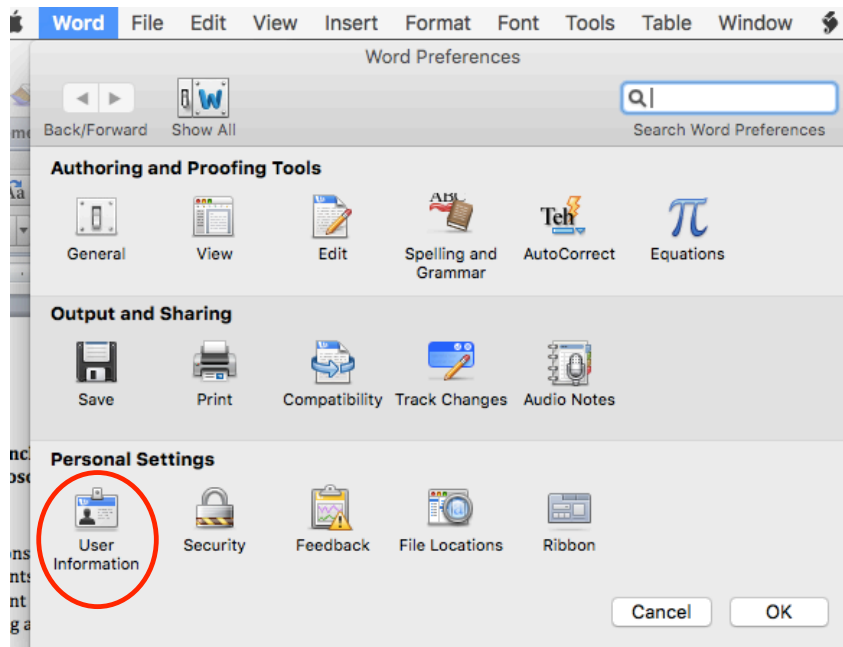 Word File Edit View Insert Format Font Tools Table Window
Word Preferences
Back/Forward Show All Search Word Preferences
Authoring and Proofing Tools
ABC Teh π
General View Edit Spelling and Grammar AutoCorrect Equations
Output and Sharing
Save Print Compatibility Track Changes Audio Notes
Personal Settings
User Information Security Feedback File Locations Ribbon
Cancel OK